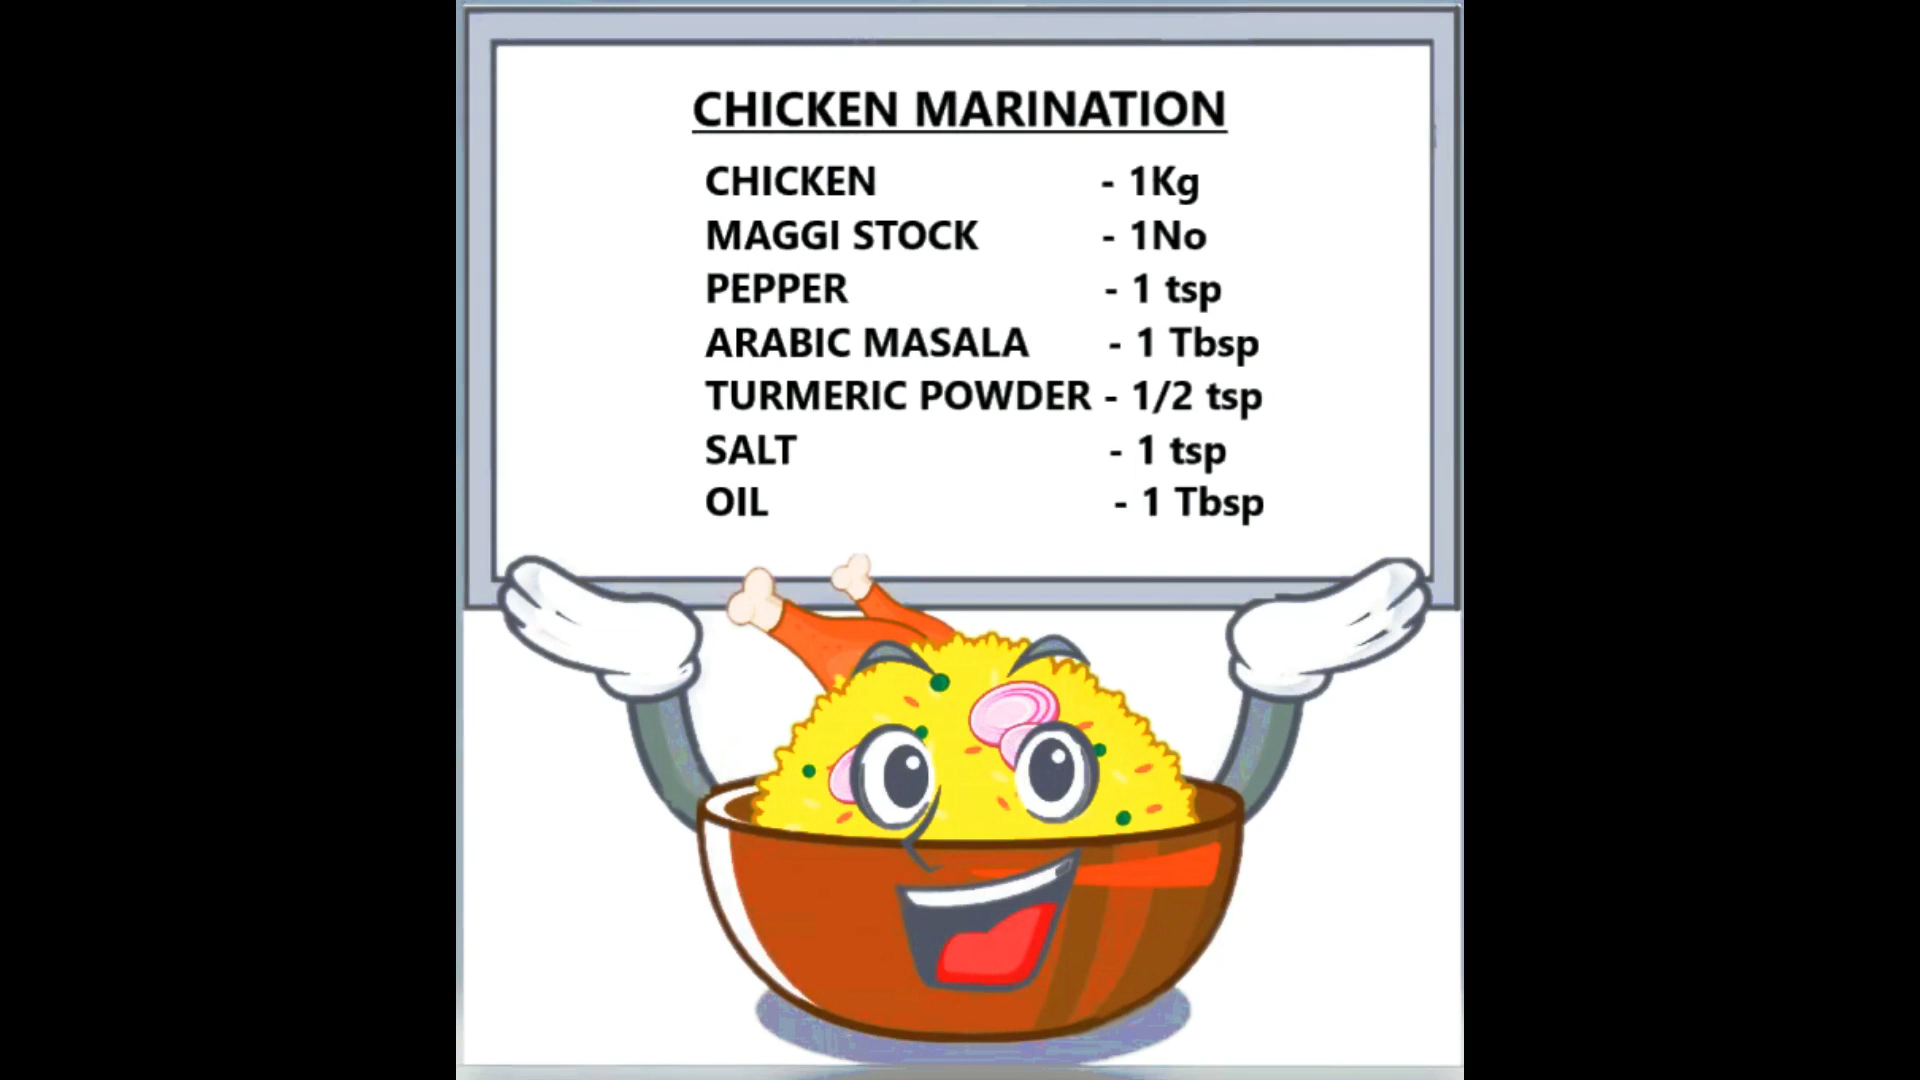 CHICKEN MARINATION
CHICKEN - 1Kg
MAGGI STOCK - 1No
PEPPER - 1 tsp
ARABIC MASALA - 1 Tbsp
TURMERIC POWDER - 1/2 tsp
SALT - 1 tsp
OIL - 1 Tbsp